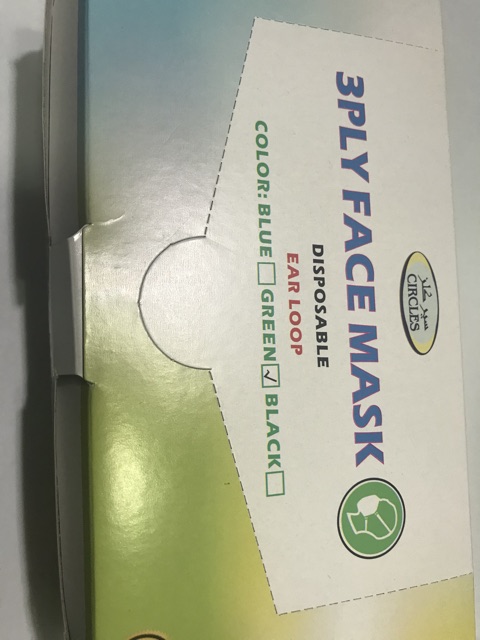 CIRCLES
3PLY FACE MASK
DISPOSABLE
EAR LOOP
COLOR: BLUE☐ GREEN☑ BLACK☐